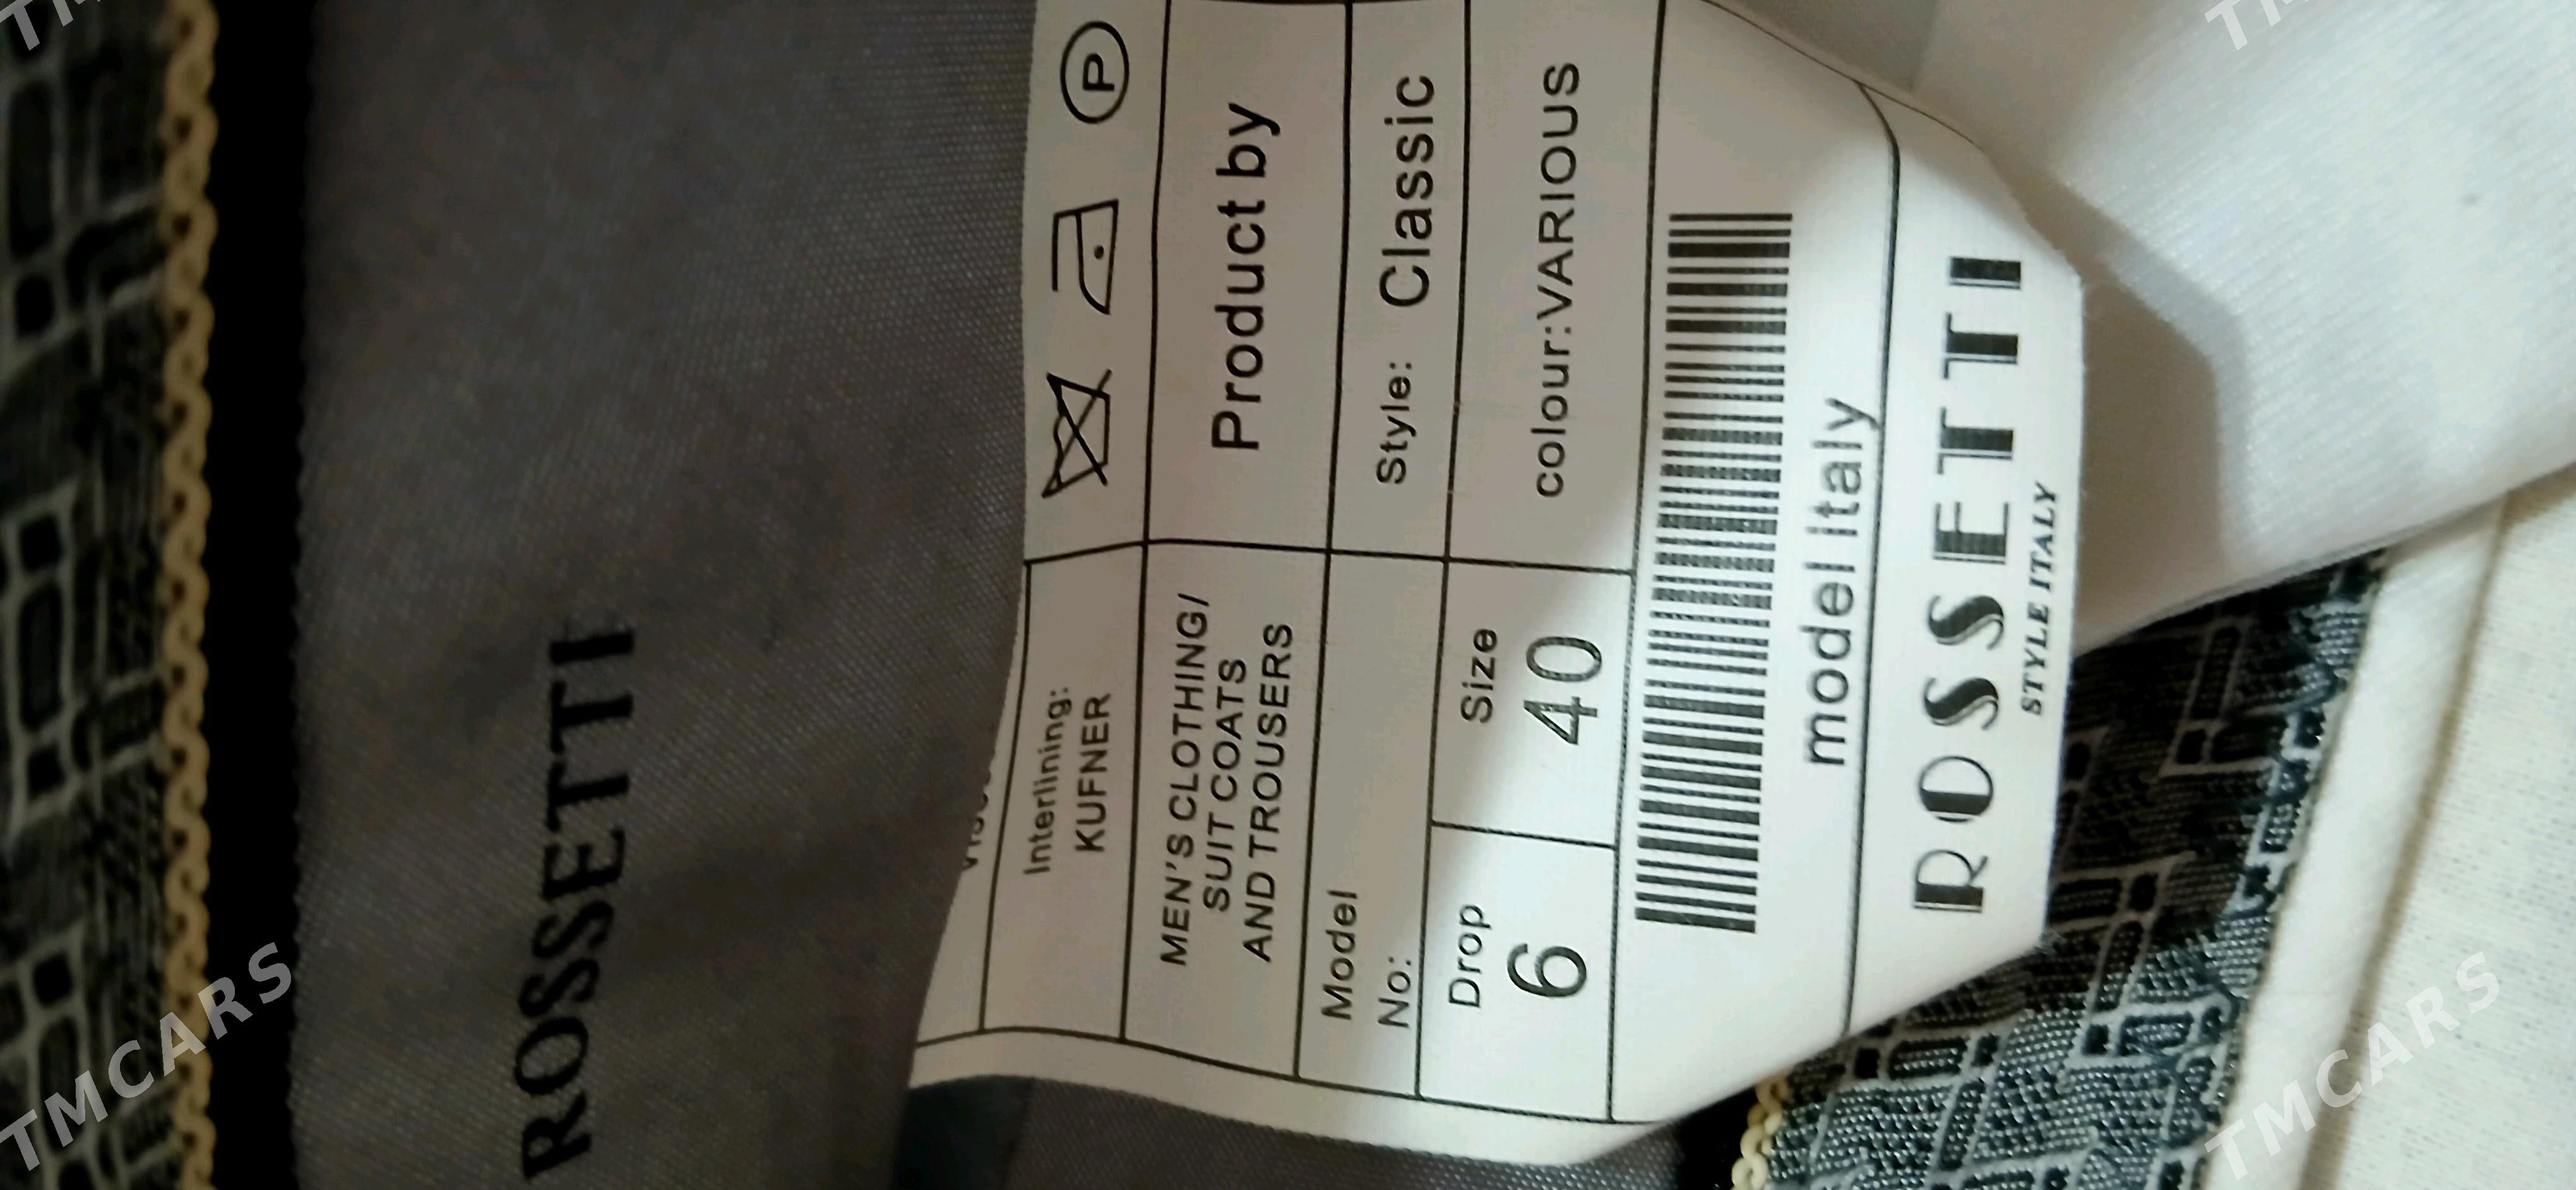 ROSSETTI
STYLE ITALY
model italy
Drop
6
Size
40
colour:VARIOUS
Model
No:
Style: Classic
MEN'S CLOTHING/
SUIT COATS
AND TROUSERS
Product by
Interlining:
KUFNER
P
ROSSETTI
TMCARS
TMCARS